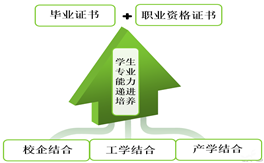 毕业证书 + 职业资格证书
学生
专业
能力
递进
培养
校企结合 工学结合 产学结合